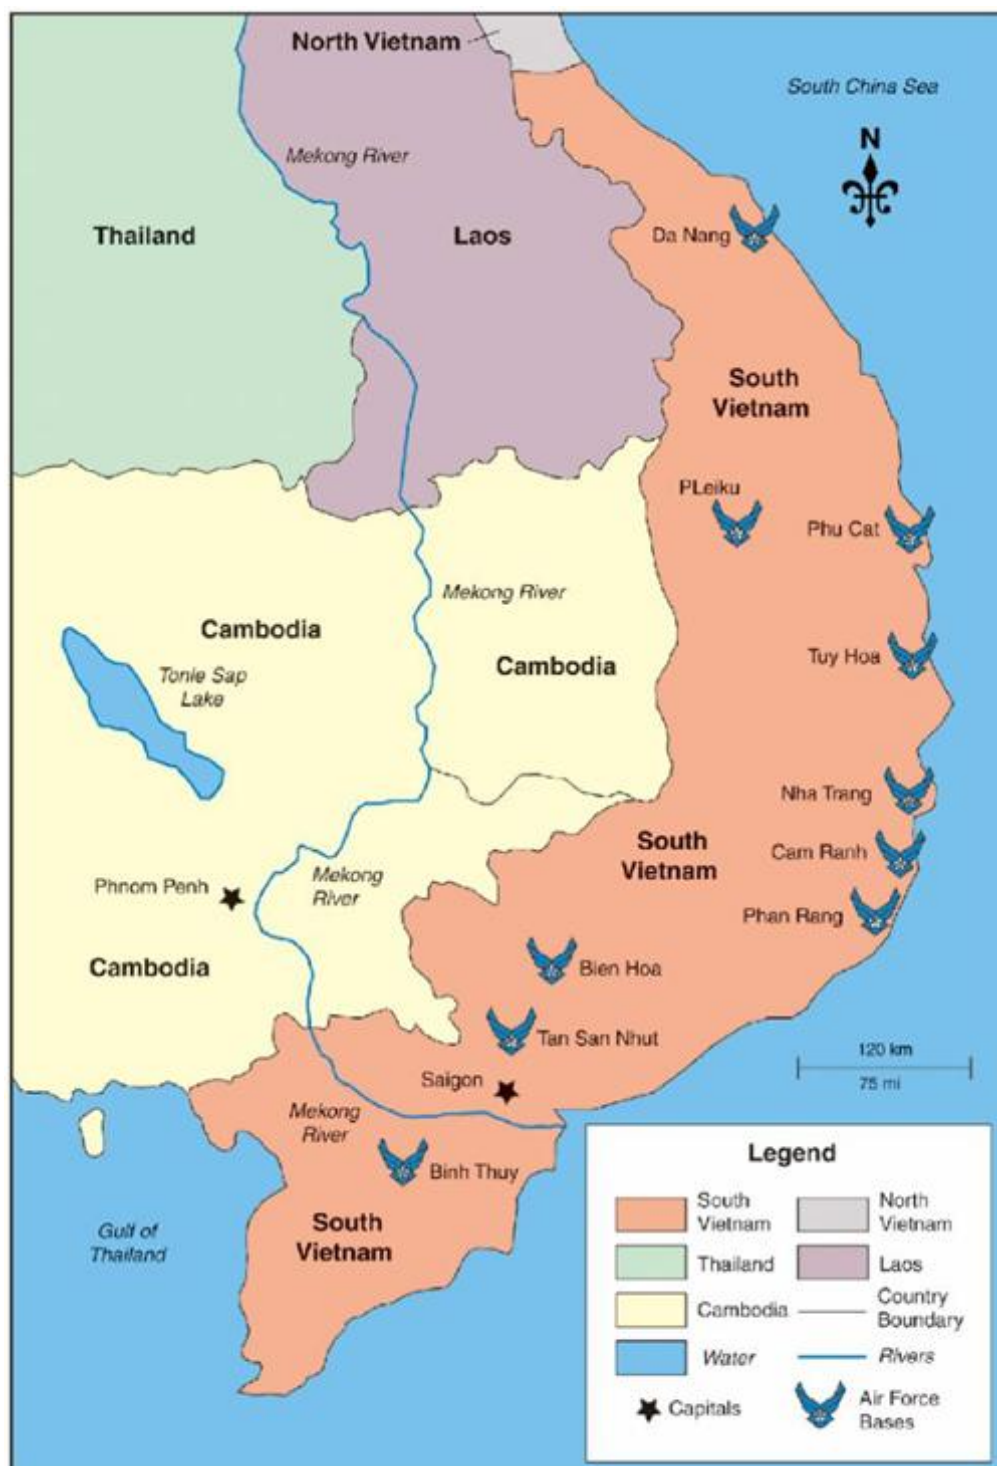 North Vietnam
South China Sea
N
Mekong River
Thailand
Laos
Da Nang
South
Vietnam
PLeiku
Phu Cat
Mekong River
Cambodia
Cambodia
Tonle Sap
Lake
Tuy Hoa
Nha Trang
South
Vietnam
Cam Ranh
Mekong
River
Phnom Penh
Phan Rang
Cambodia
Bien Hoa
Tan San Nhut
120 km
75 mi
Saigon
Mekong
River
Binh Thuy
South
Vietnam
Gulf of
Thailand
Legend
South
Vietnam
North
Vietnam
Thailand
Laos
Cambodia
Country
Boundary
Water
Rivers
Capitals
Air Force
Bases